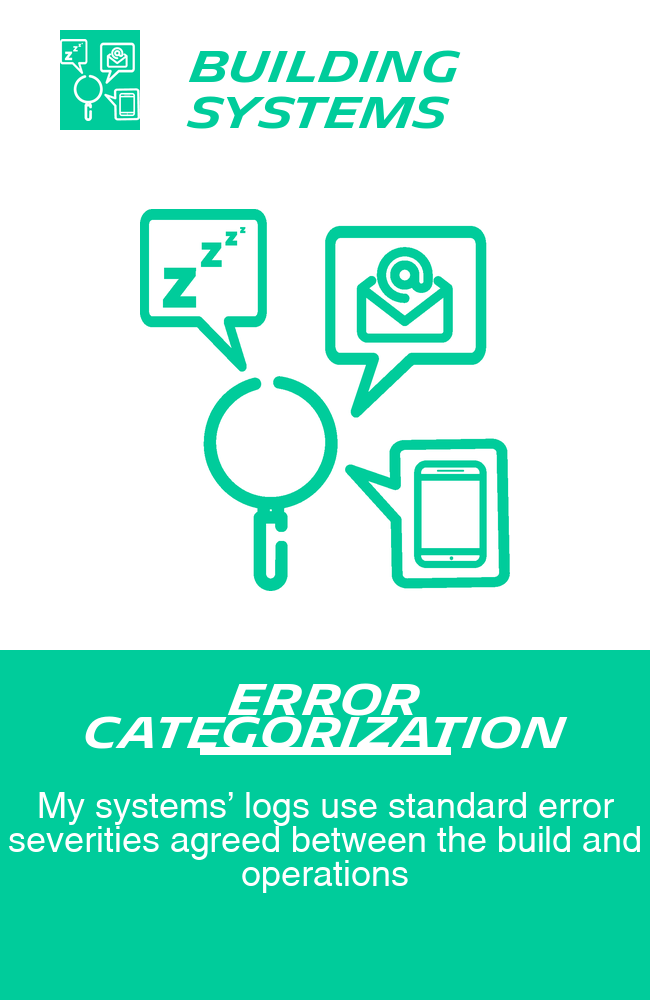 BUILDING
SYSTEMS
z z z z
ERROR
CATEGORIZATION
My systems’ logs use standard error
severities agreed between the build and
operations